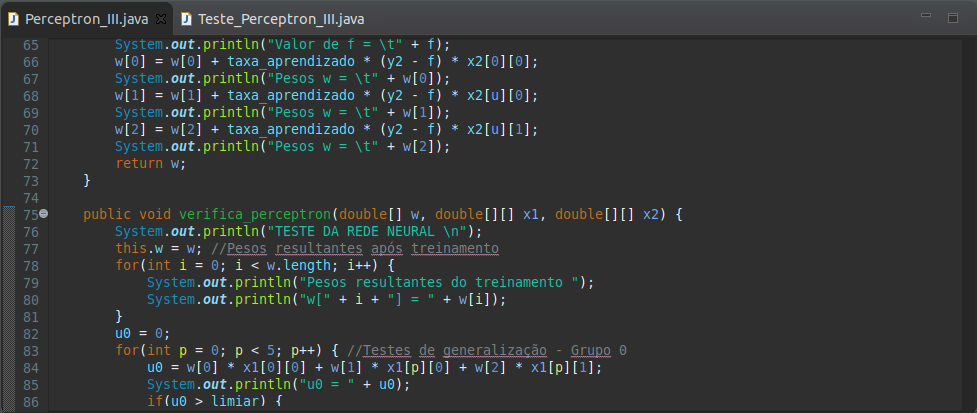 Perceptron_III.java
Teste_Perceptron_III.java
65 System.out.println("Valor de f = \t" + f);
66 w[0] = w[0] + taxa_aprendizado * (y2 - f) * x2[0][0];
67 System.out.println("Pesos w = \t" + w[0]);
68 w[1] = w[1] + taxa_aprendizado * (y2 - f) * x2[u][0];
69 System.out.println("Pesos w = \t" + w[1]);
70 w[2] = w[2] + taxa_aprendizado * (y2 - f) * x2[u][1];
71 System.out.println("Pesos w = \t" + w[2]);
72 return w;
73 }
74
75 public void verifica_perceptron(double[] w, double[][] x1, double[][] x2) {
76 System.out.println("TESTE DA REDE NEURAL \n");
77 this.w = w; //Pesos resultantes após treinamento
78 for(int i = 0; i < w.length; i++) {
79 System.out.println("Pesos resultantes do treinamento ");
80 System.out.println("w[" + i + "] = " + w[i]);
81 }
82 u0 = 0;
83 for(int p = 0; p < 5; p++) { //Testes de generalização - Grupo 0
84 u0 = w[0] * x1[0][0] + w[1] * x1[p][0] + w[2] * x1[p][1];
85 System.out.println("u0 = " + u0);
86 if(u0 > limiar) {